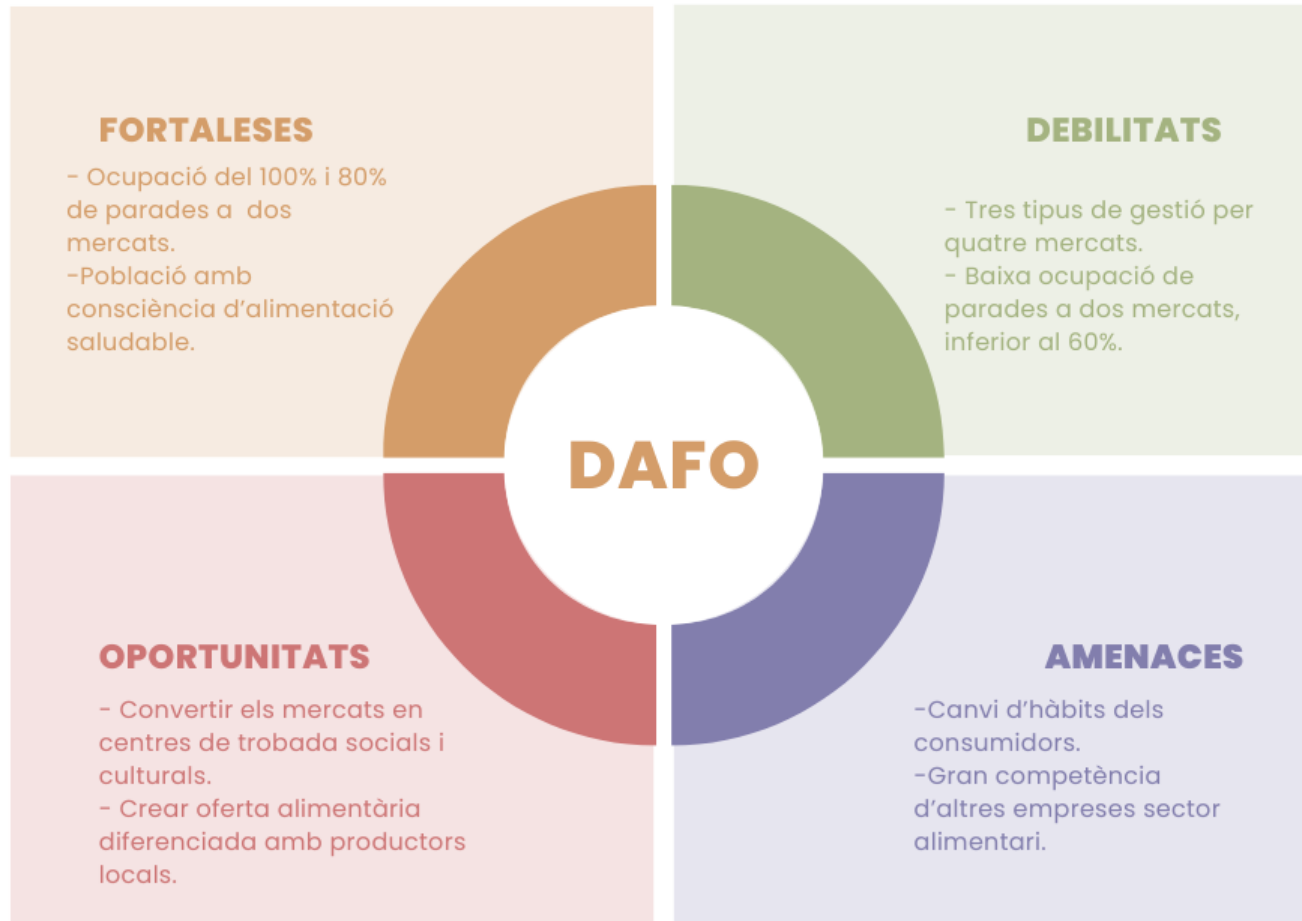 FORTALESES
- Ocupació del 100% i 80%
de parades a dos
mercats.
-Població amb
consciència d'alimentació
saludable.
DEBILITATS
- Tres tipus de gestió per
quatre mercats.
- Baixa ocupació de
parades a dos mercats,
inferior al 60%.
DAFO
OPORTUNITATS
- Convertir els mercats en
centres de trobada socials i
culturals.
- Crear oferta alimentària
diferenciada amb productors
locals.
AMENACES
-Canvi d'hàbits dels
consumidors.
-Gran competència
d'altres empreses sector
alimentari.